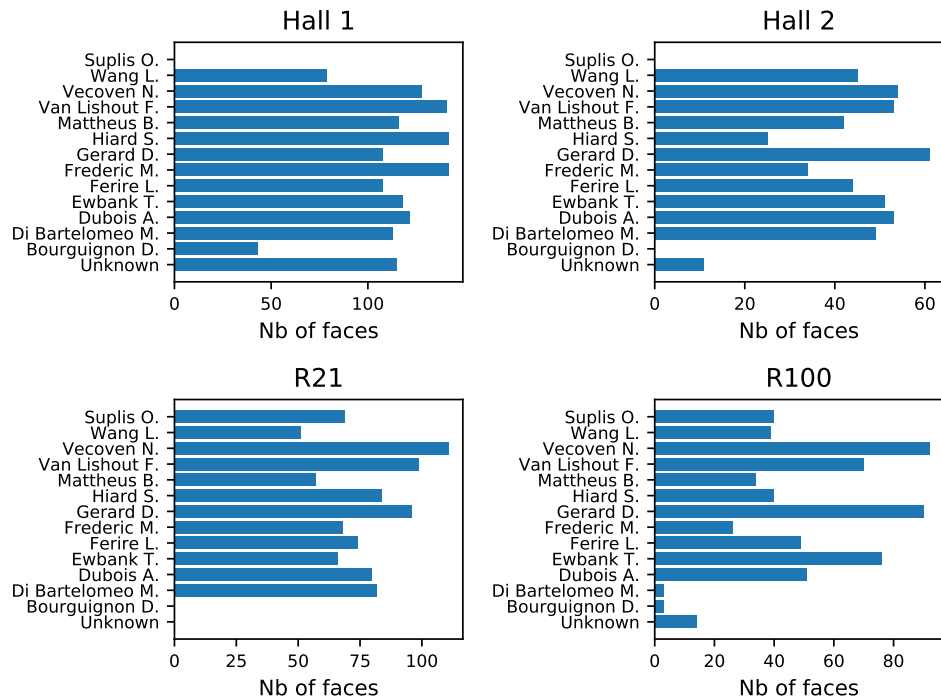 Hall 1
Suplis O.
Wang L.
Vecoven N.
Van Lishout F.
Mattheus B.
Hiard S.
Gerard D.
Frederic M.
Ferire L.
Ewbank T.
Dubois A.
Di Bartelomeo M.
Bourguignon D.
Unknown
0 50 100
Nb of faces
Hall 2
Suplis O.
Wang L.
Vecoven N.
Van Lishout F.
Mattheus B.
Hiard S.
Gerard D.
Frederic M.
Ferire L.
Ewbank T.
Dubois A.
Di Bartelomeo M.
Bourguignon D.
Unknown
0 20 40 60
Nb of faces
R21
Suplis O.
Wang L.
Vecoven N.
Van Lishout F.
Mattheus B.
Hiard S.
Gerard D.
Frederic M.
Ferire L.
Ewbank T.
Dubois A.
Di Bartelomeo M.
Bourguignon D.
Unknown
0 25 50 75 100
Nb of faces
R100
Suplis O.
Wang L.
Vecoven N.
Van Lishout F.
Mattheus B.
Hiard S.
Gerard D.
Frederic M.
Ferire L.
Ewbank T.
Dubois A.
Di Bartelomeo M.
Bourguignon D.
Unknown
0 20 40 60 80
Nb of faces